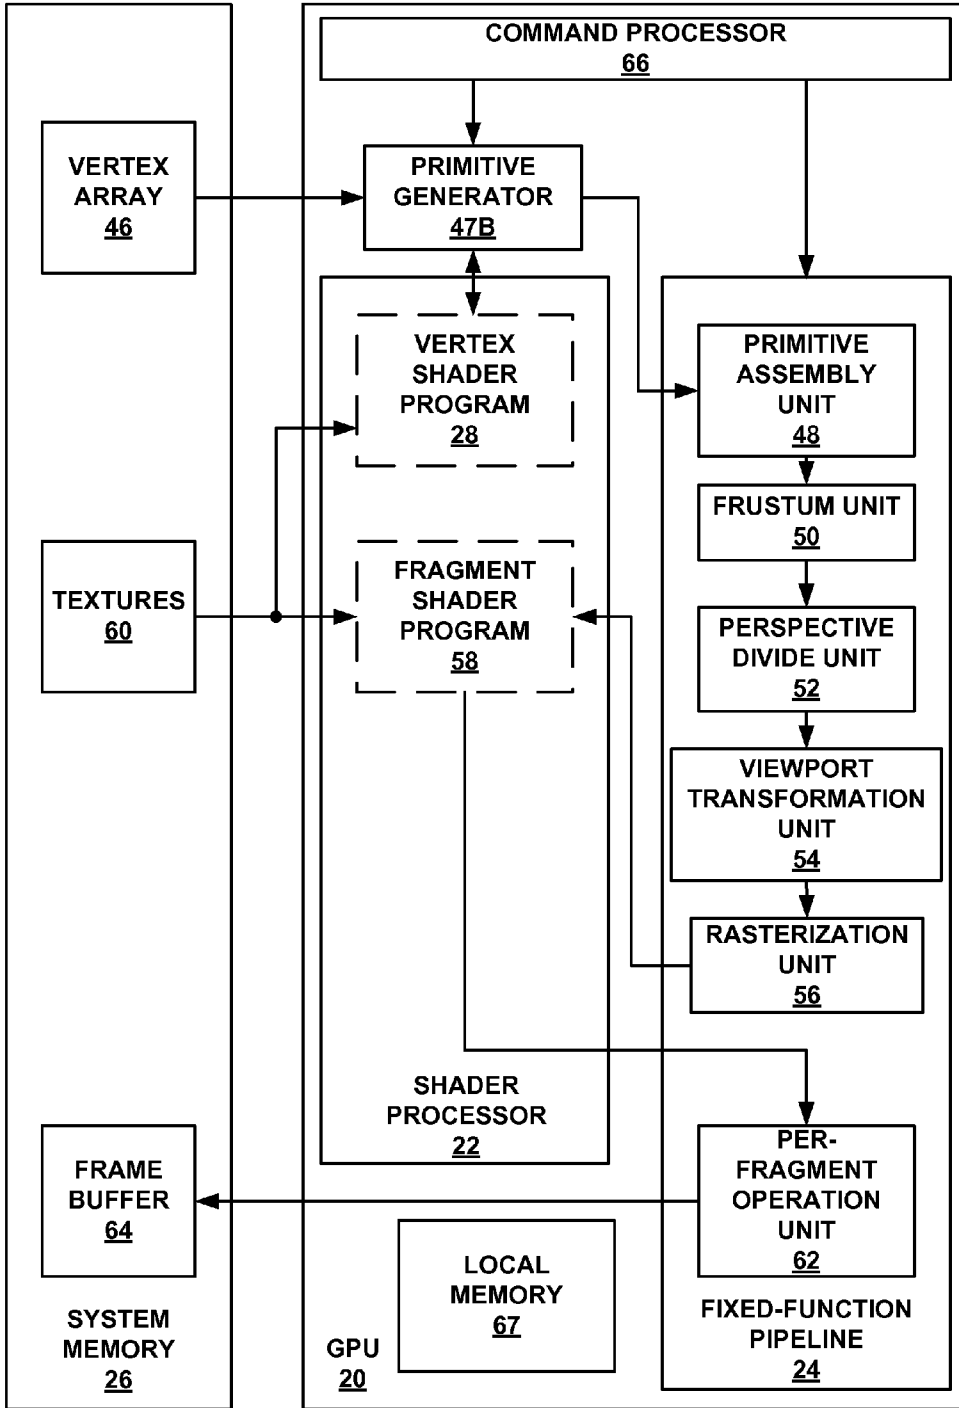 COMMAND PROCESSOR
66
VERTEX
ARRAY
46
PRIMITIVE
GENERATOR
47B
VERTEX
SHADER
PROGRAM
28
PRIMITIVE
ASSEMBLY
UNIT
48
FRUSTUM UNIT
50
TEXTURES
60
FRAGMENT
SHADER
PROGRAM
58
PERSPECTIVE
DIVIDE UNIT
52
VIEWPORT
TRANSFORMATION
UNIT
54
RASTERIZATION
UNIT
56
SHADER
PROCESSOR
22
FRAME
BUFFER
64
PER-
FRAGMENT
OPERATION
UNIT
62
LOCAL
MEMORY
67
SYSTEM
MEMORY
26
GPU
20
FIXED-FUNCTION
PIPELINE
24